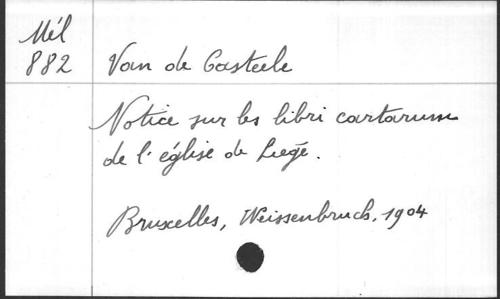 Mél
882 Van de Casteele
Notice sur les libri cartarum
de l'église de Liège.
Bruxelles, Weissenbruch, 1904